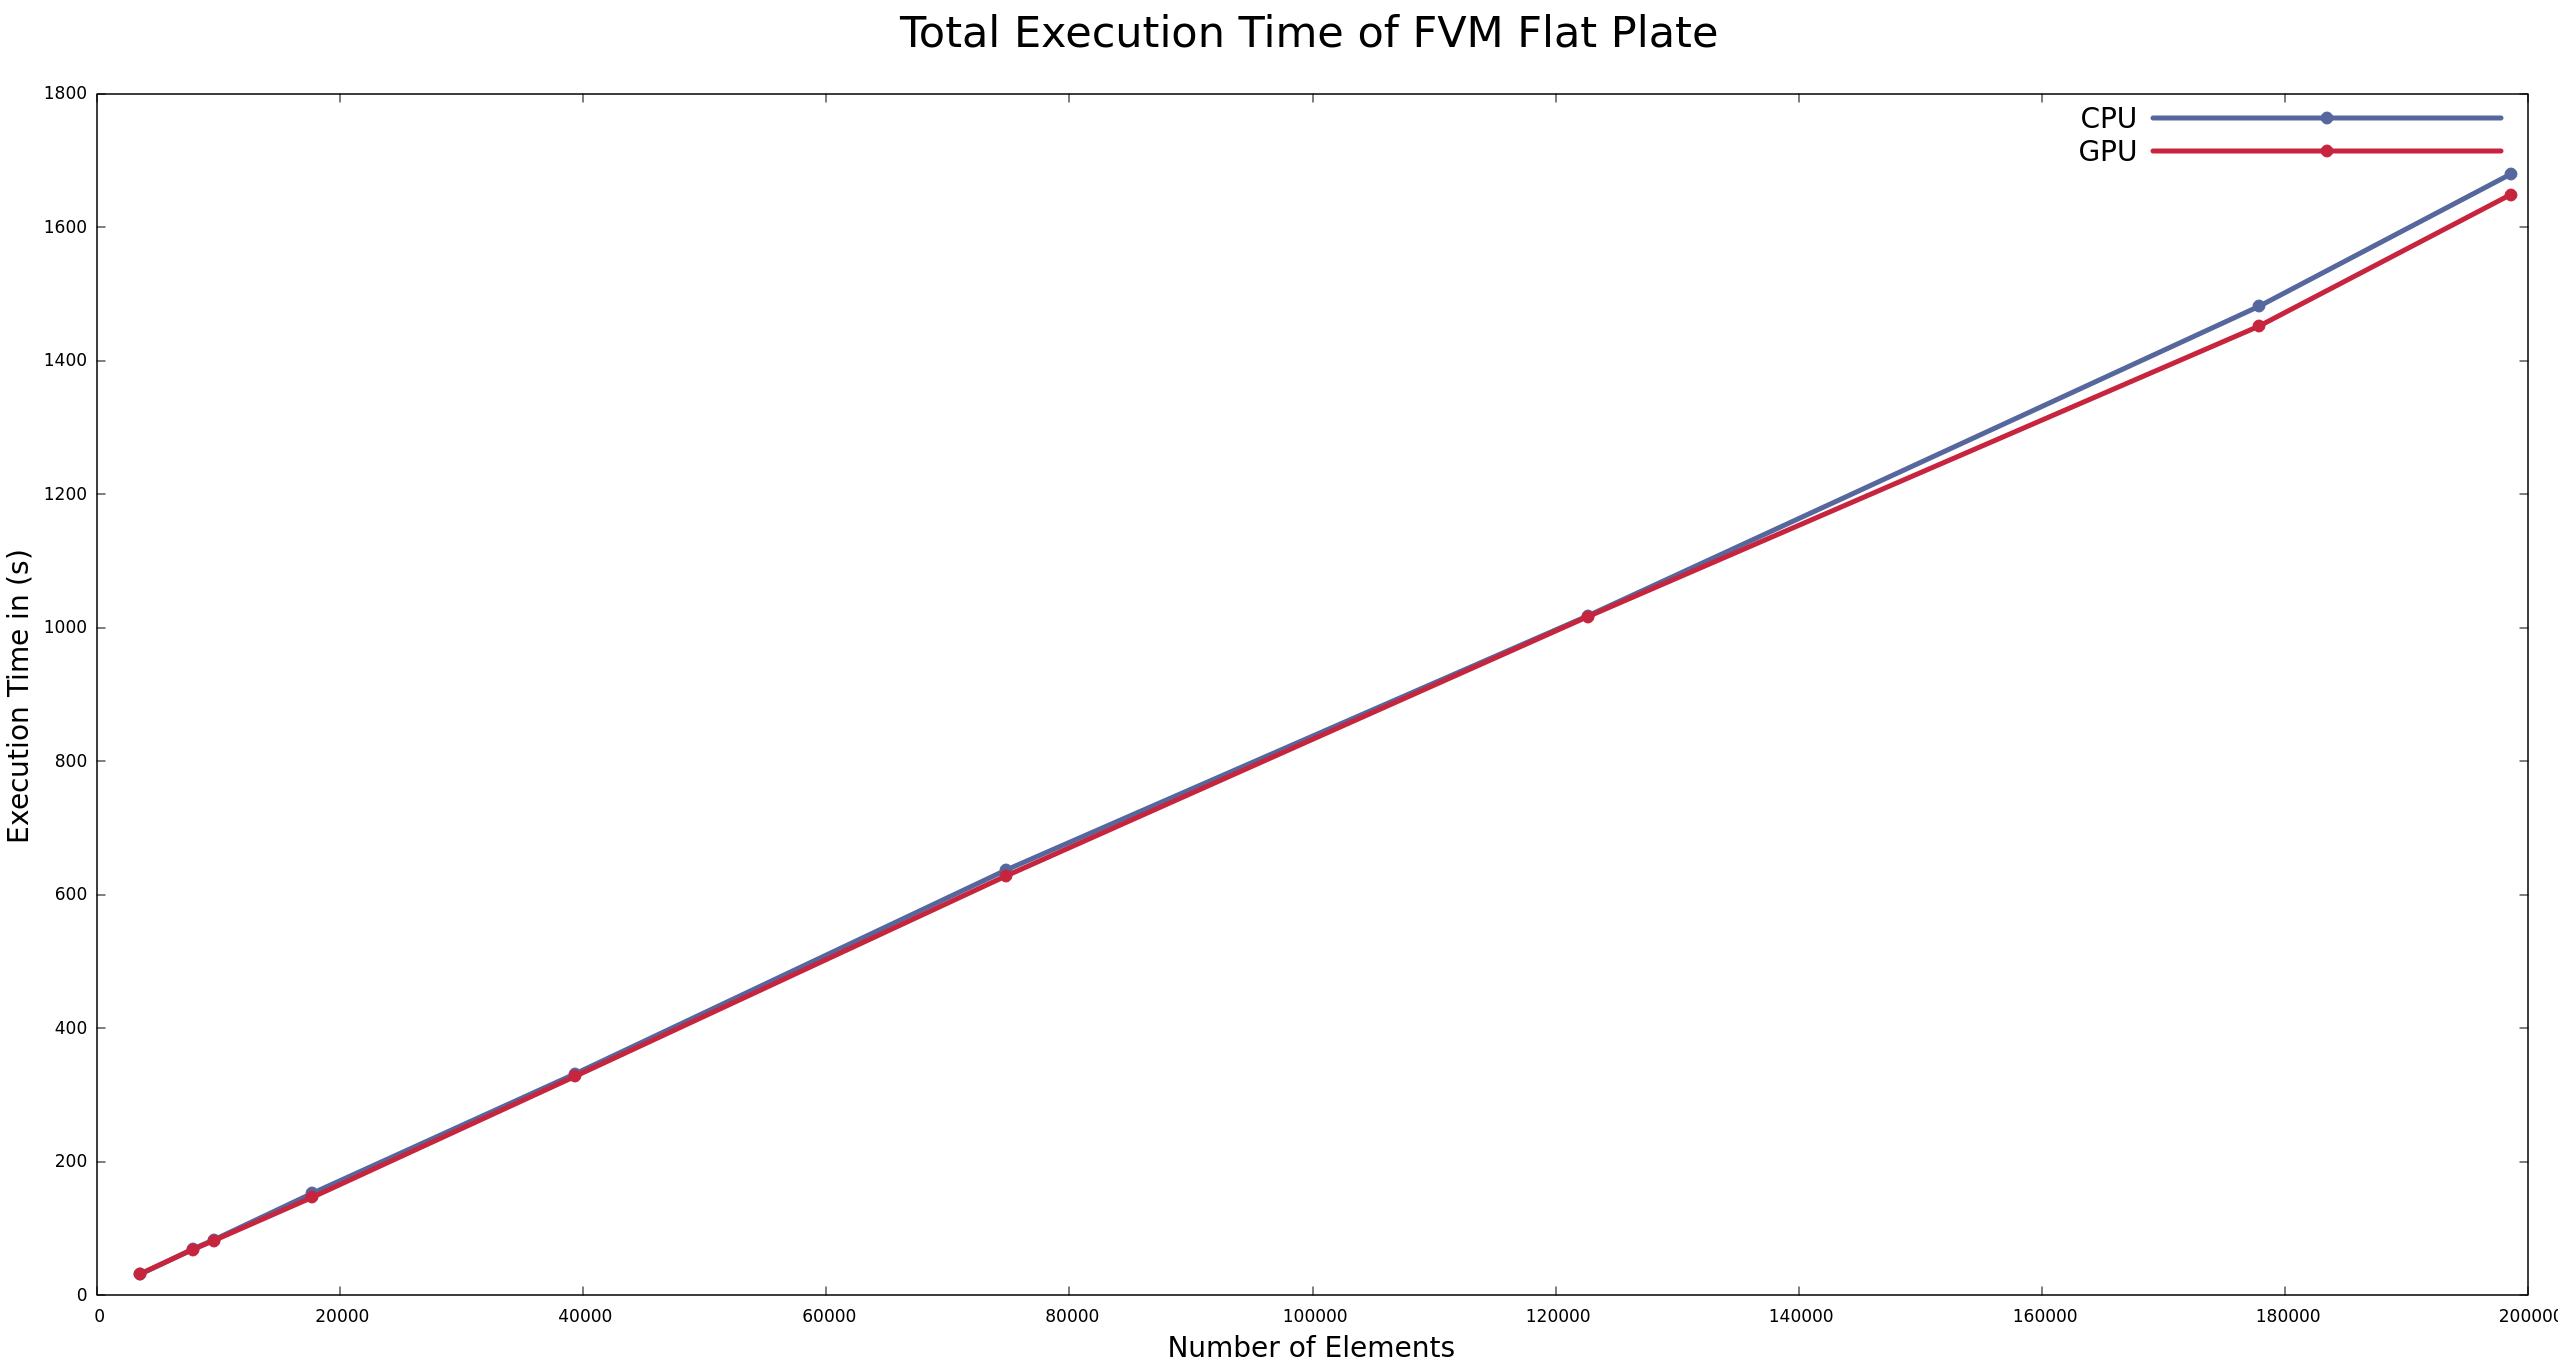 Total Execution Time of FVM Flat Plate
CPU
GPU
Execution Time in (s)
1800
1600
1400
1200
1000
800
600
400
200
0
0 20000 40000 60000 80000 100000 120000 140000 160000 180000 200000
Number of Elements